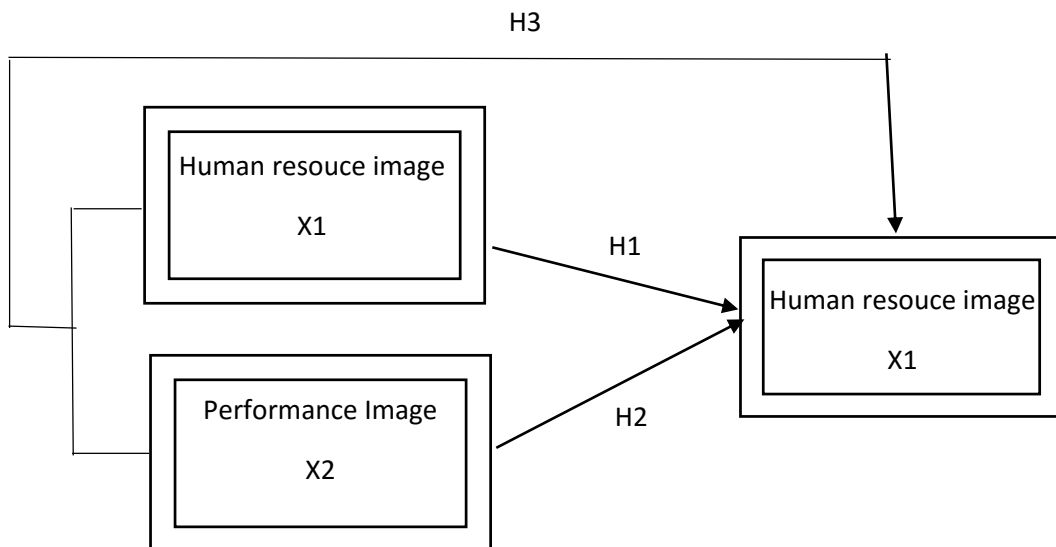 H3
Human resouce image
X1
H1
Human resouce image
X1
Performance Image
X2
H2